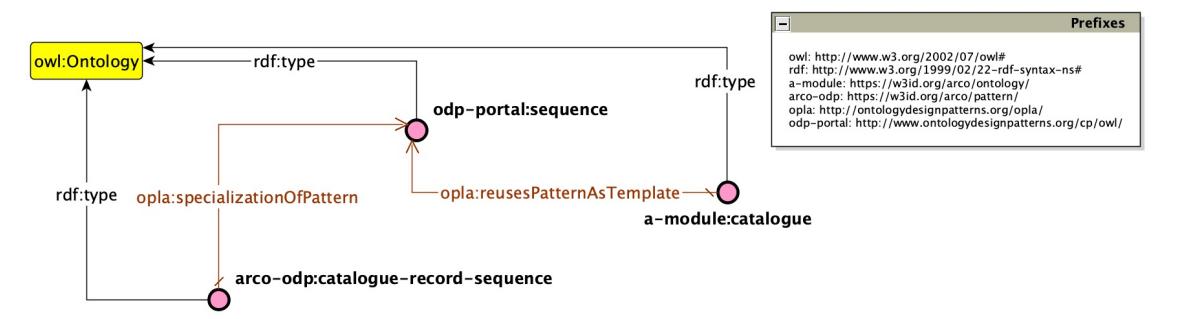 Prefixes
owl: http://www.w3.org/2002/07/owl#
rdf: http://www.w3.org/1999/02/22-rdf-syntax-ns#
a-module: https://w3id.org/arco/ontology/
arco-odp: https://w3id.org/arco/pattern/
opla: http://ontologydesignpatterns.org/opla/
odp-portal: http://www.ontologydesignpatterns.org/cp/owl/
owl:Ontology
rdf:type
rdf:type
odp-portal:sequence
rdf:type
opla:specializationOfPattern
opla:reusesPatternAsTemplate
a-module:catalogue
arco-odp:catalogue-record-sequence